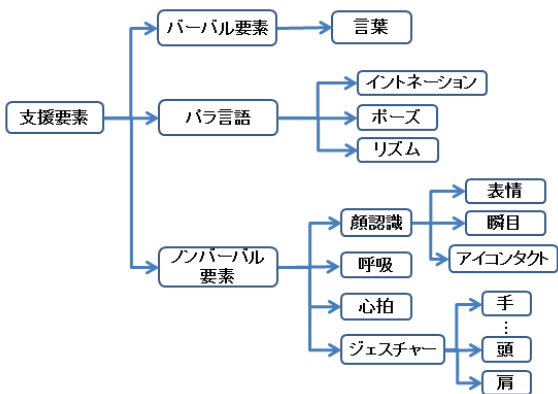 支援要素
バーバル要素
言葉
パラ言語
イントネーション
ポーズ
リズム
ノンバーバル
要素
顔認識
表情
瞬目
アイコンタクト
呼吸
心拍
ジェスチャー
手
⋮
頭
肩